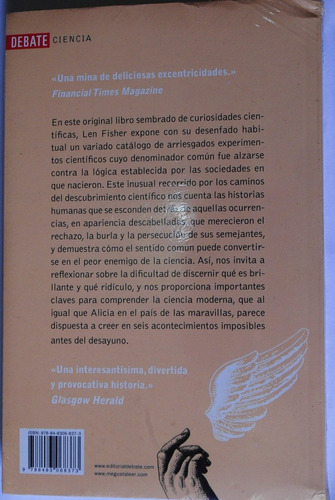 DEBATE CIENCIA
«Una mina de deliciosas excentricidades.»
Financial Times Magazine
En este original libro sembrado de curiosidades cien-
tíficas, Len Fisher expone con su desenfado habi-
tual un variado catálogo de arriesgados experimen-
tos científicos cuyo denominador común fue alzarse
contra la lógica establecida por las sociedades en
que nacieron. Este inusual recorrido por los caminos
del descubrimiento científico nos cuenta las historias
humanas que se esconden detrás de aquellas ocurren-
cias, en apariencia descabelladas, que merecieron el
rechazo, la burla y la persecución de sus semejantes,
y demuestra cómo el sentido común puede convertir-
se en el peor enemigo de la ciencia. Así, nos invita a
reflexionar sobre la dificultad de discernir qué es bri-
llante y qué ridículo, y nos proporciona importantes
claves para comprender la ciencia moderna, que al
igual que Alicia en el país de las maravillas, parece
dispuesta a creer en seis acontecimientos imposibles
antes del desayuno.
«Una interesantísima, divertida
y provocativa historia.»
Glasgow Herald
www.editorialdebate.com
www.megustaleer.com